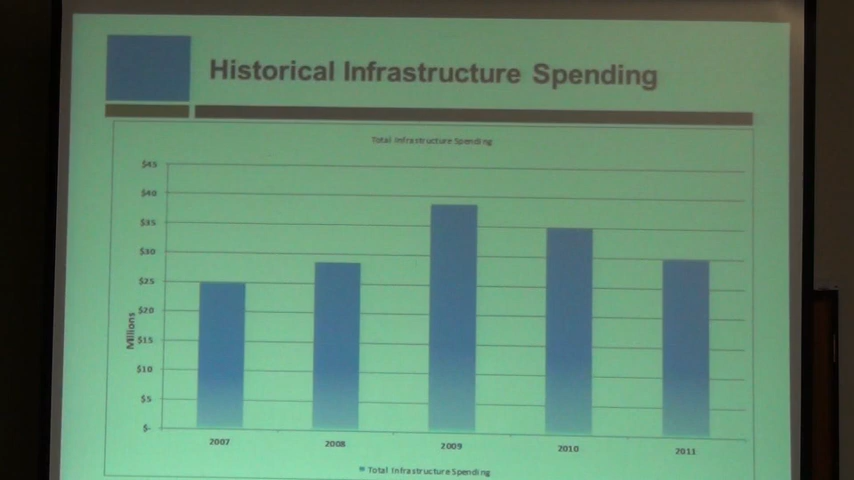 Historical Infrastructure Spending
Total Infrastructure Spending
$45
$40
$35
$30
$25
$20
$15
$10
$5
$-
Millions
2007 2008 2009 2010 2011
Total Infrastructure Spending